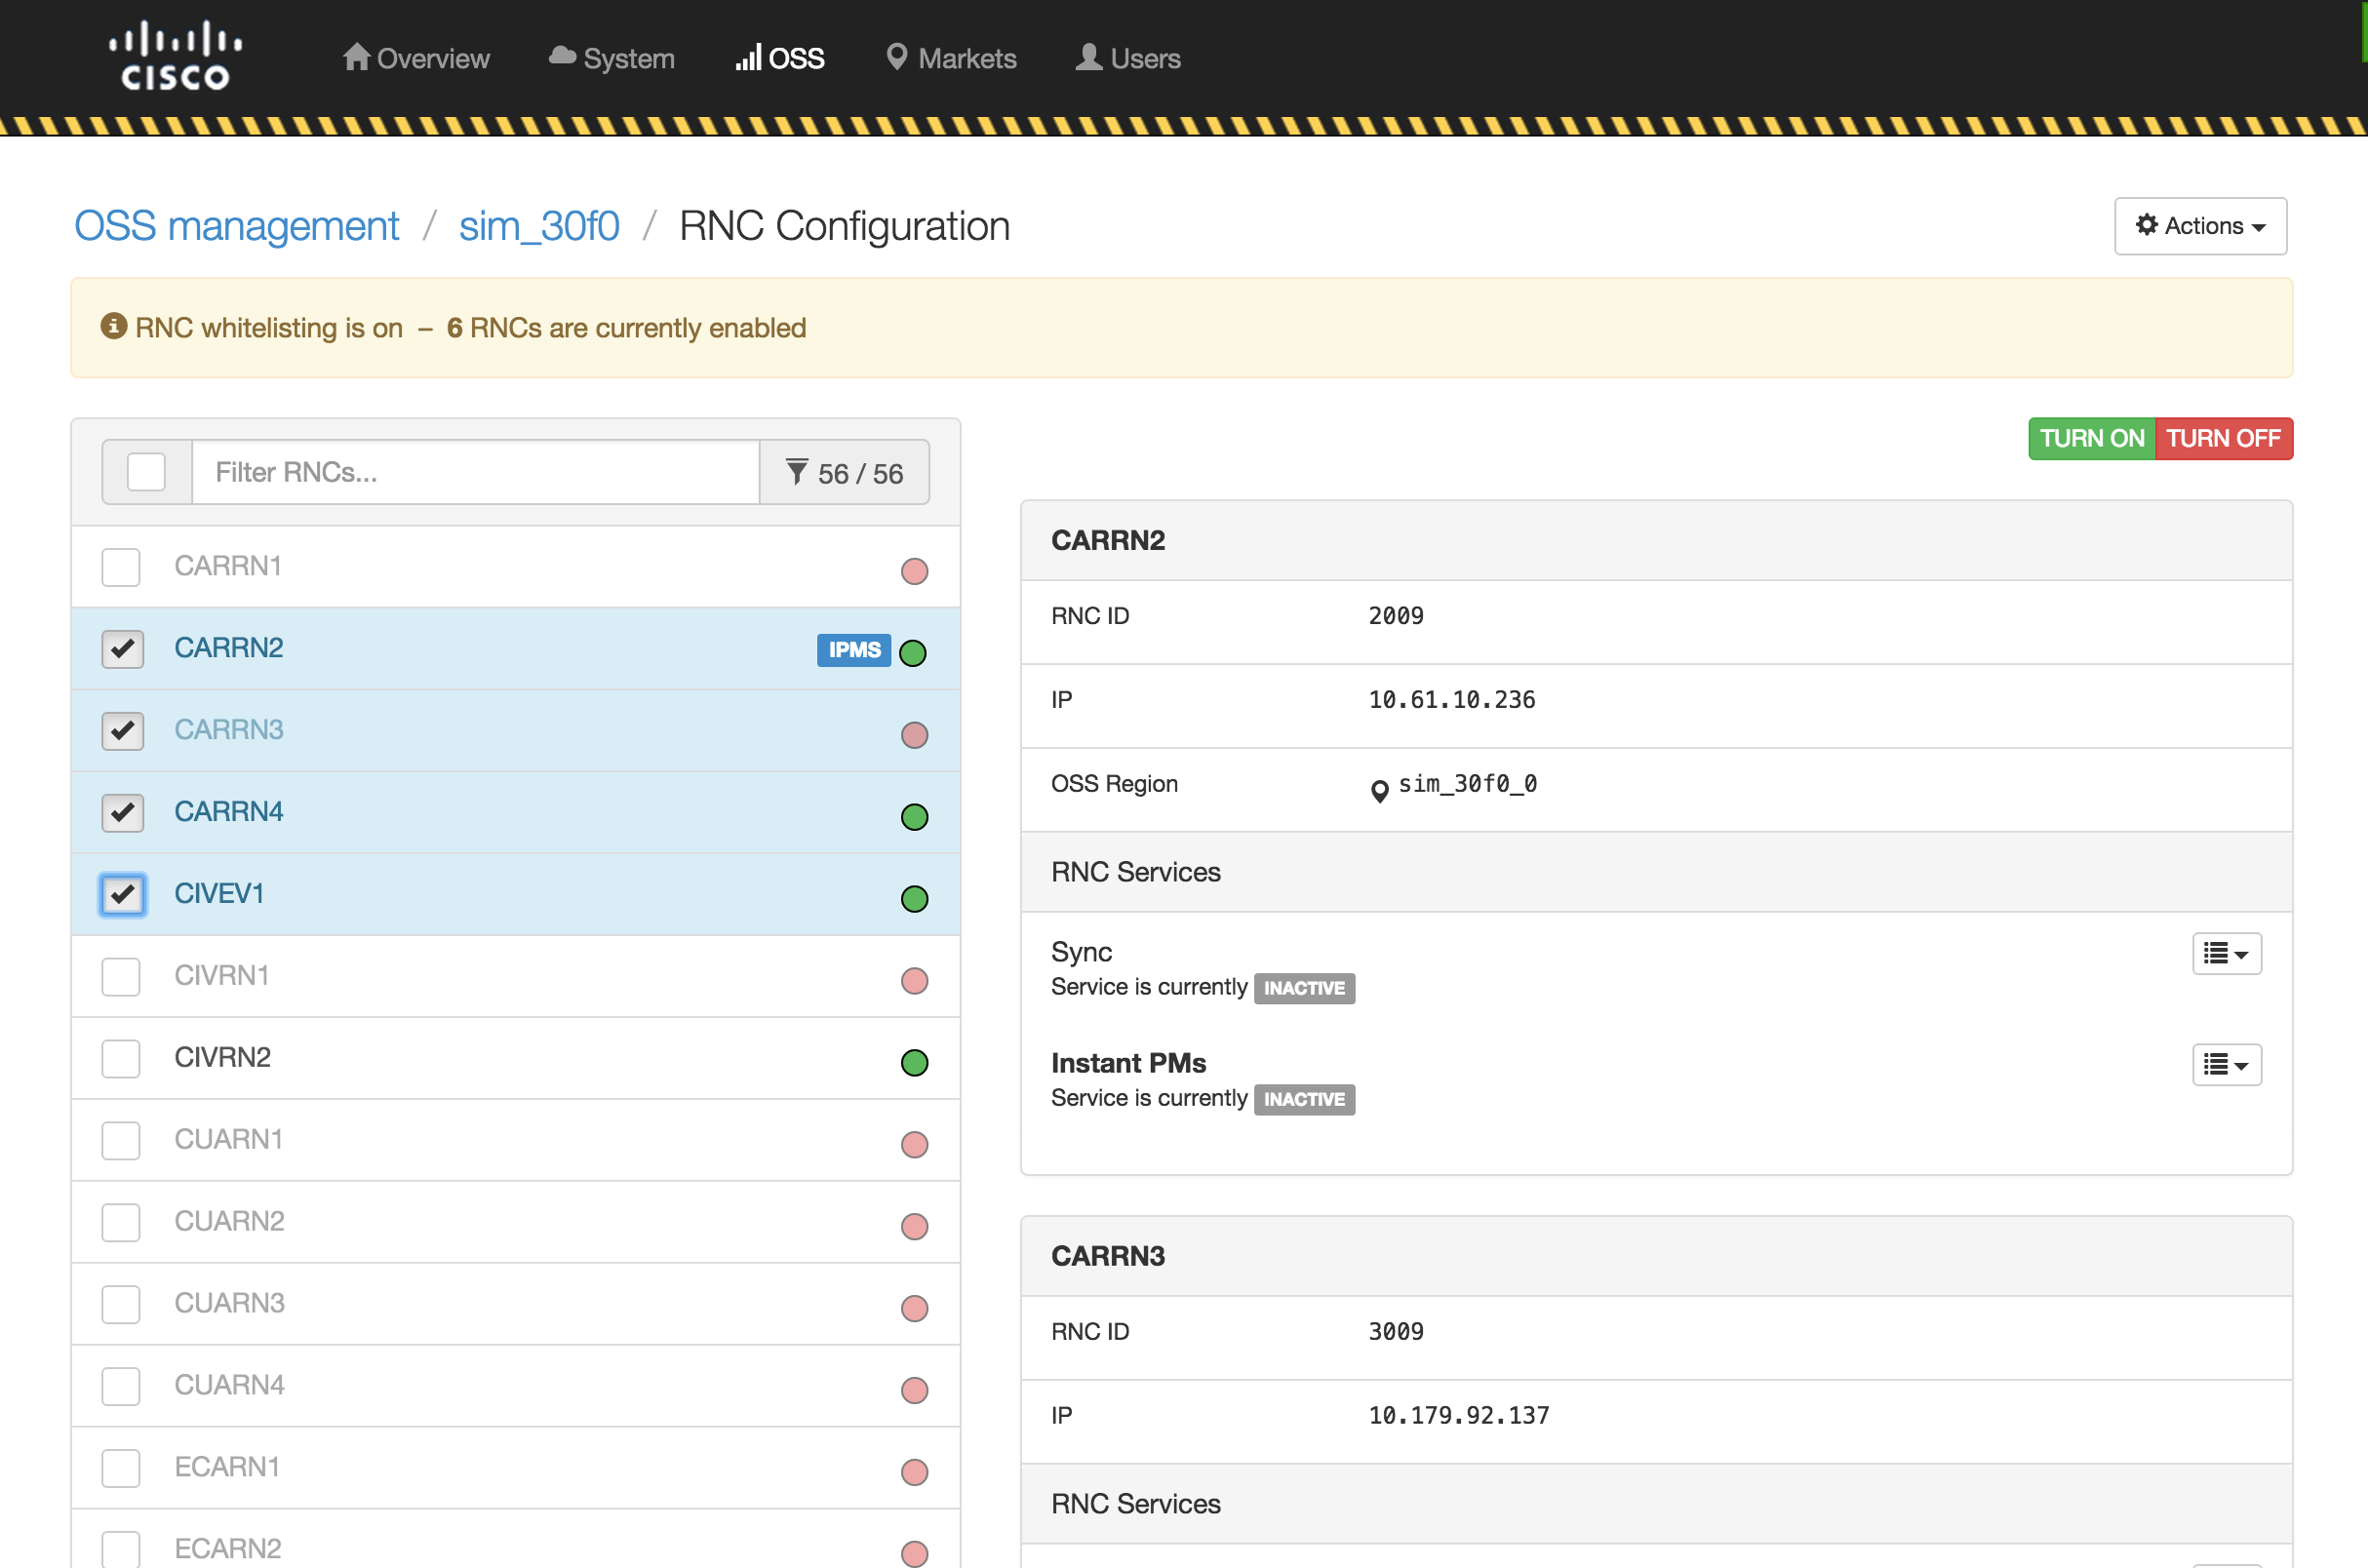 CISCO
Overview
System
OSS
Markets
Users
OSS management / sim_30f0 / RNC Configuration
Actions
RNC whitelisting is on – 6 RNCs are currently enabled
Filter RNCs...
56 / 56
CARRN1
CARRN2
IPMS
CARRN3
CARRN4
CIVEV1
CIVRN1
CIVRN2
CUARN1
CUARN2
CUARN3
CUARN4
ECARN1
ECARN2
TURN ON
TURN OFF
CARRN2
RNC ID 2009
IP 10.61.10.236
OSS Region sim_30f0_0
RNC Services
Sync
Service is currently INACTIVE
Instant PMs
Service is currently INACTIVE
CARRN3
RNC ID 3009
IP 10.179.92.137
RNC Services